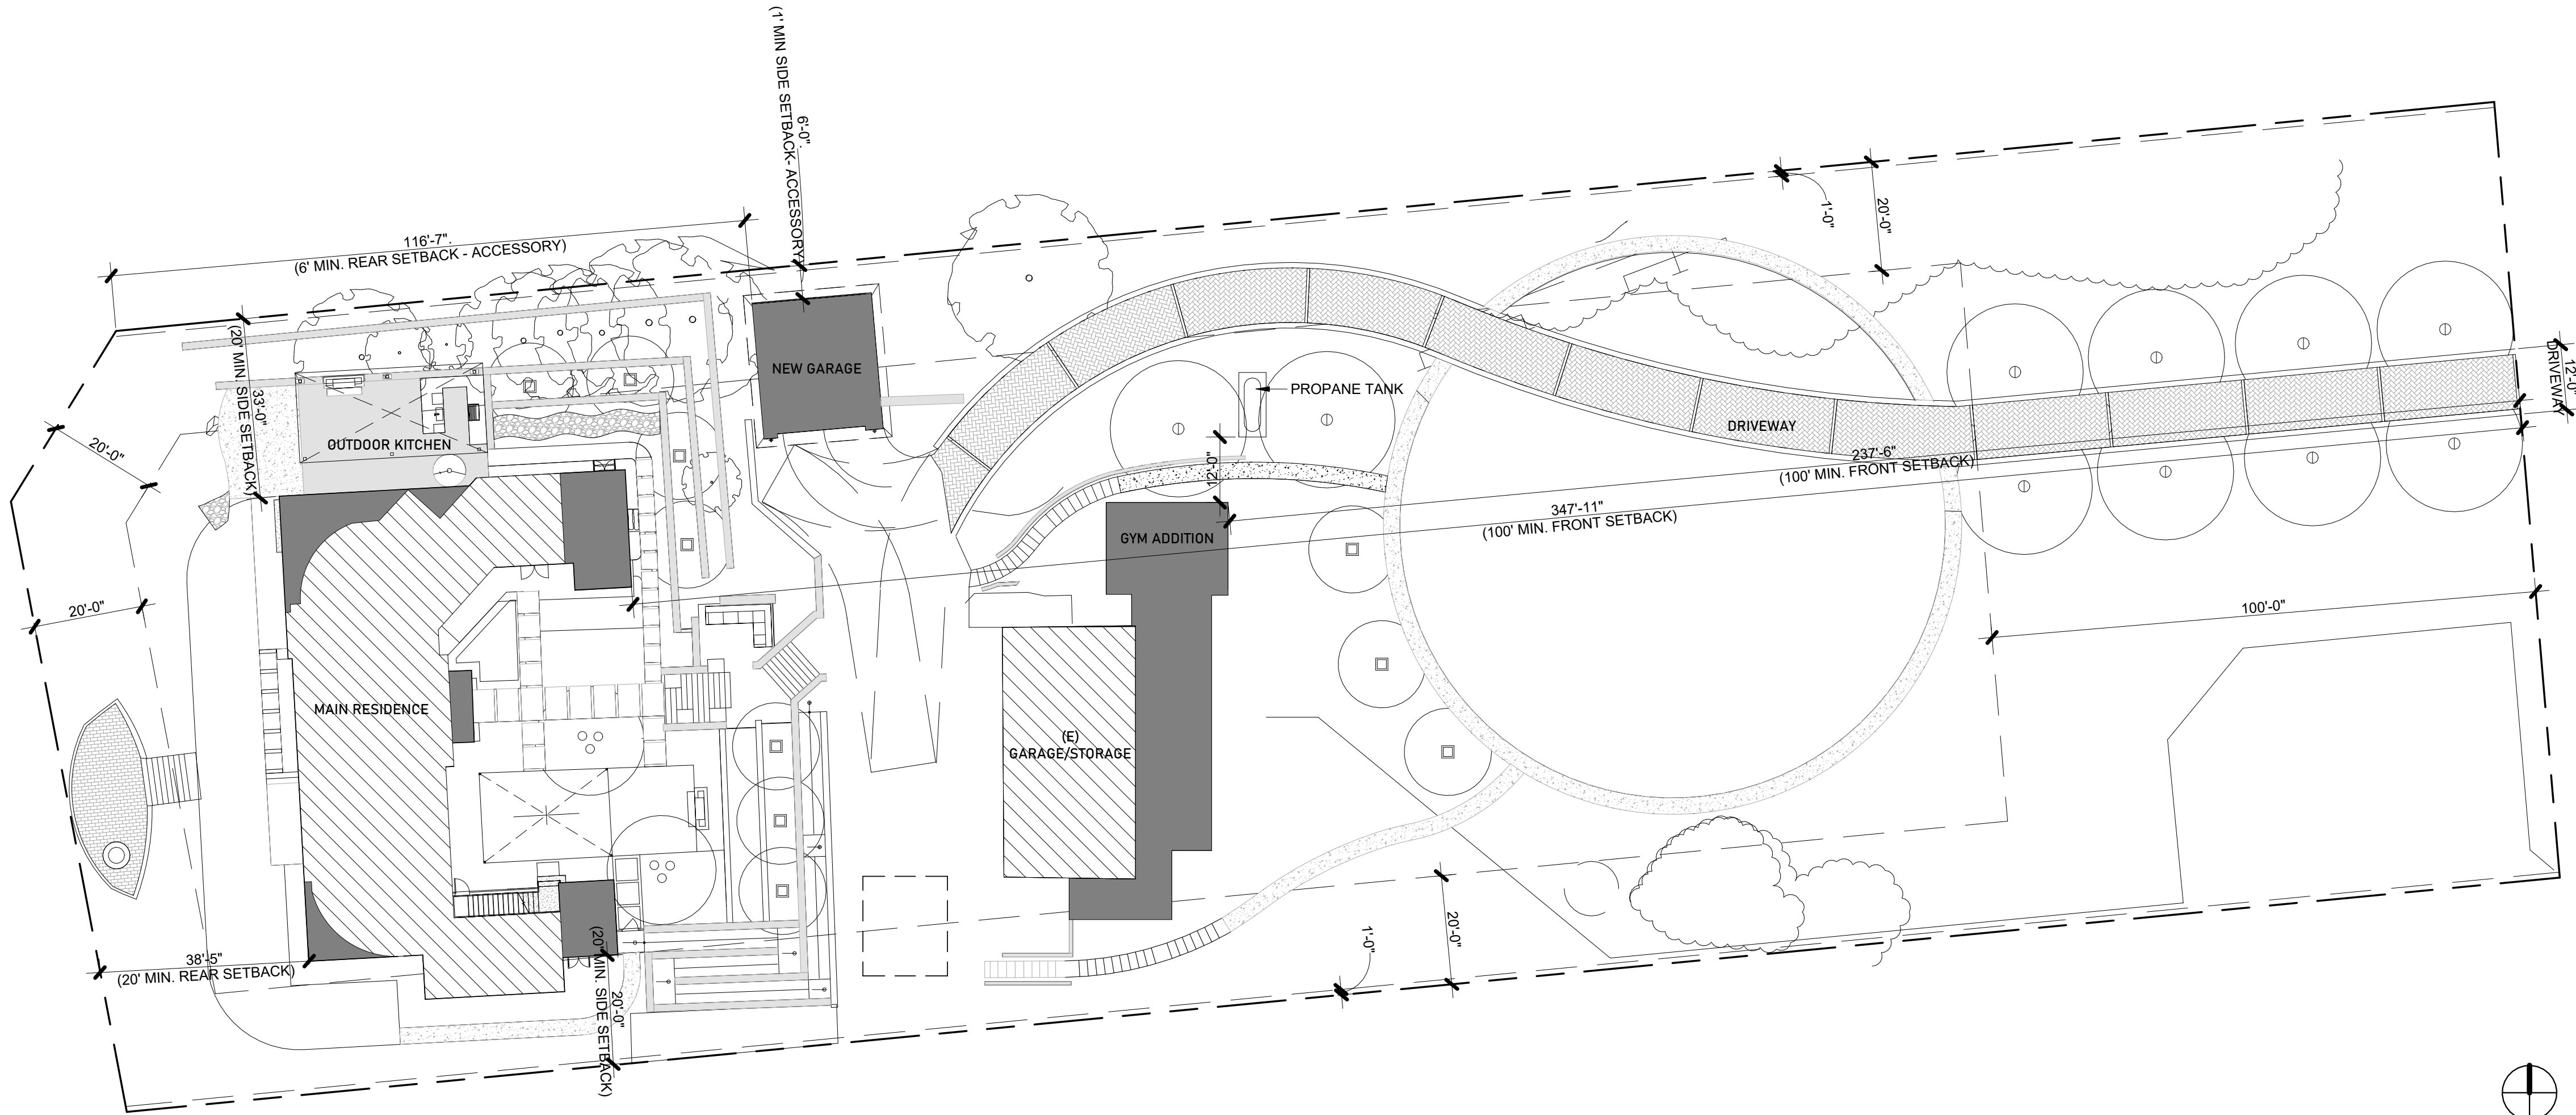 6'-0".
(1' MIN SIDE SETBACK- ACCESSORY)
116'-7".
(6' MIN. REAR SETBACK - ACCESSORY)
1'-0"
20'-0"
33'-0"
(20' MIN. SIDE SETBACK)
NEW GARAGE
PROPANE TANK
12'-0"
DRIVEWAY
DRIVEWAY
20'-0"
OUTDOOR KITCHEN
12'-0"
237'-6"
(100' MIN. FRONT SETBACK)
347'-11"
(100' MIN. FRONT SETBACK)
GYM ADDITION
20'-0"
100'-0"
MAIN RESIDENCE
(E)
GARAGE/STORAGE
38'-5"
(20' MIN. REAR SETBACK)
20'-0"
(20' MIN. SIDE SETBACK)
1'-0"
20'-0"